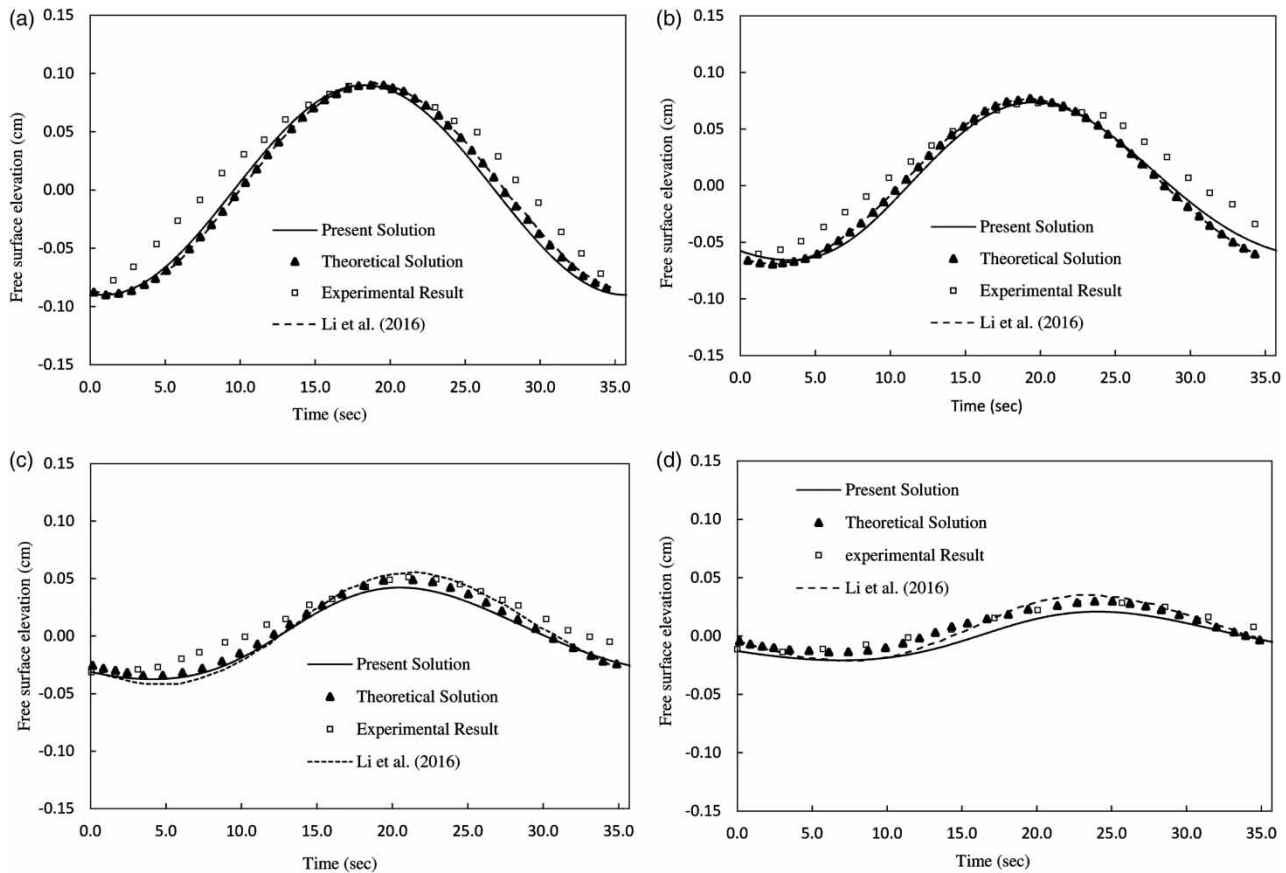 (a)
0.15
0.10
0.05
0.00
-0.05
-0.10
-0.15
Free surface elevation (cm)
Present Solution
Theoretical Solution
Experimental Result
Li et al. (2016)
0.0 5.0 10.0 15.0 20.0 25.0 30.0 35.0
Time (sec)
(b)
0.15
0.10
0.05
0.00
-0.05
-0.10
-0.15
Free surface elevation (cm)
Present Solution
Theoretical Solution
Experimental Result
Li et al. (2016)
0.0 5.0 10.0 15.0 20.0 25.0 30.0 35.0
Time (sec)
(c)
0.15
0.10
0.05
0.00
-0.05
-0.10
-0.15
Free surface elevation (cm)
Present Solution
Theoretical Solution
Experimental Result
Li et al. (2016)
0.0 5.0 10.0 15.0 20.0 25.0 30.0 35.0
Time (sec)
(d)
0.15
0.10
0.05
0.00
-0.05
-0.10
-0.15
Free surface elevation (cm)
Present Solution
Theoretical Solution
experimental Result
Li et al. (2016)
0.0 5.0 10.0 15.0 20.0 25.0 30.0 35.0
Time (sec)